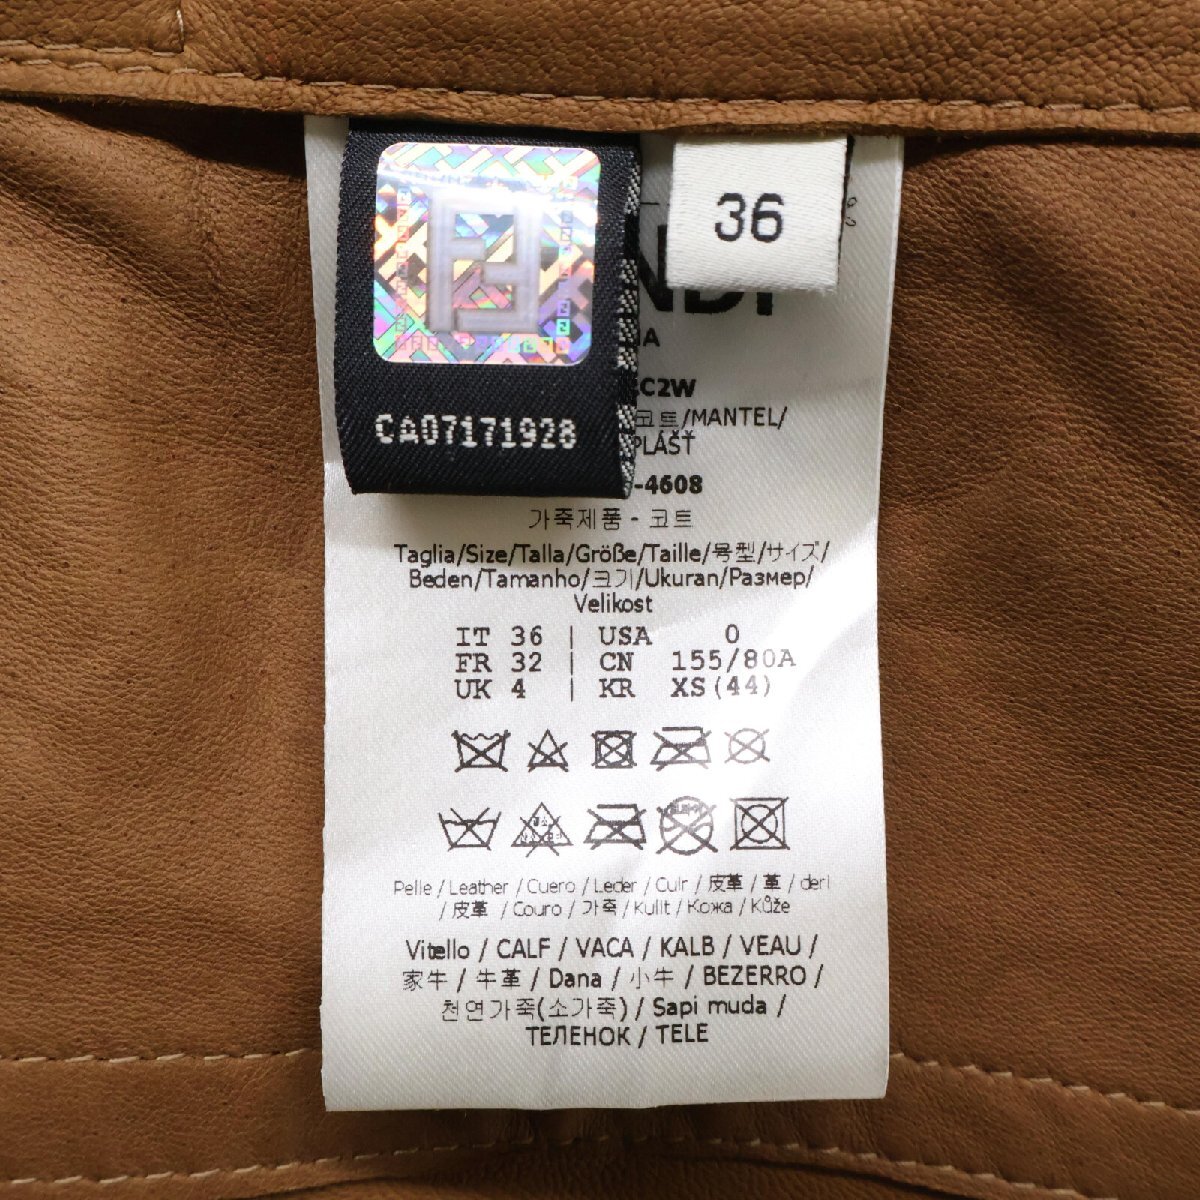 36
CA07171928
코트/MANTEL/
PLÁŠŤ
-4608
가죽제품 - 코트
Taglia/Size/Talla/Größe/Taille/号型/サイズ/
Beden/Tamanho/크기/Ukuran/Размер/
Velikost
IT 36 | USA 0
FR 32 | CN 155/80A
UK 4 | KR XS(44)
Pelle / Leather / Cuero / Leder / Cuir / 皮革 / 革 / deri
/ 皮革 / Couro / 가죽 / Kulit / Кожа / Kůže
Vitello / CALF / VACA / KALB / VEAU /
家牛 / 牛革 / Dana / 小牛 / BEZERRO /
천연가죽(소가죽) / Sapi muda /
ТЕЛЕНОК / TELE